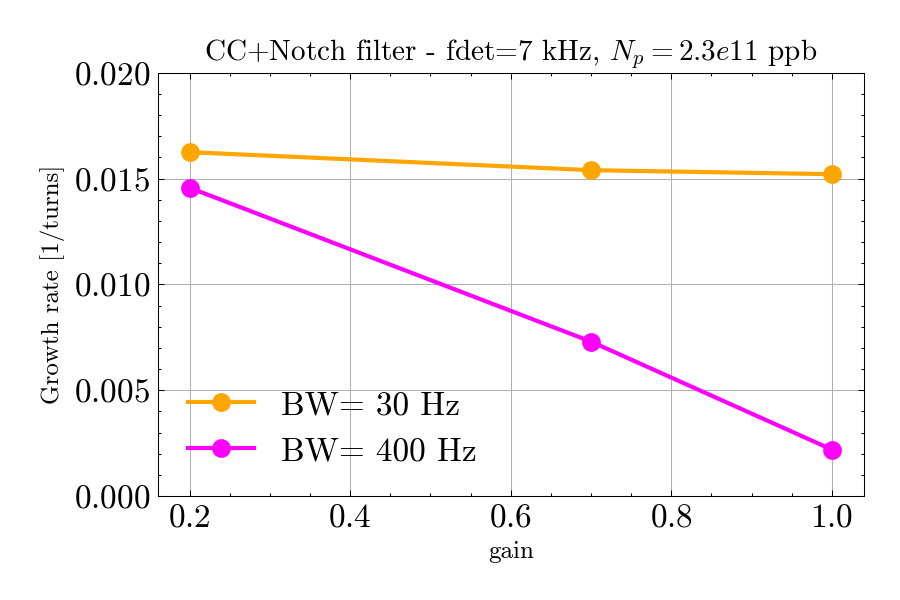 CC+Notch filter - fdet=7 kHz, $N_p = 2.3e11$ ppb
0.020
0.015
0.010
0.005
0.000
Growth rate [1/turns]
BW= 30 Hz
BW= 400 Hz
0.2 0.4 0.6 0.8 1.0
gain